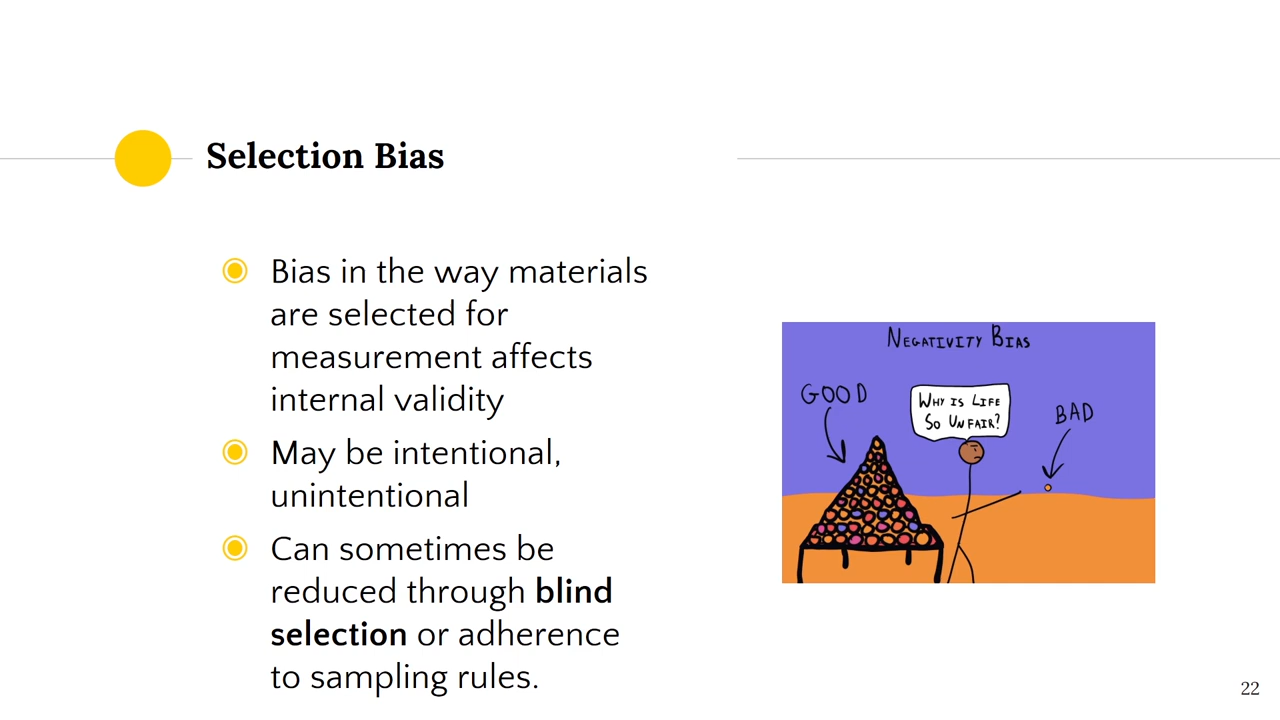 Selection Bias
Bias in the way materials
are selected for
measurement affects
internal validity
May be intentional,
unintentional
Can sometimes be
reduced through blind
selection or adherence
to sampling rules.
NEGATIVITY BIAS
GOOD
WHY IS LIFE
SO UNFAIR?
BAD
22